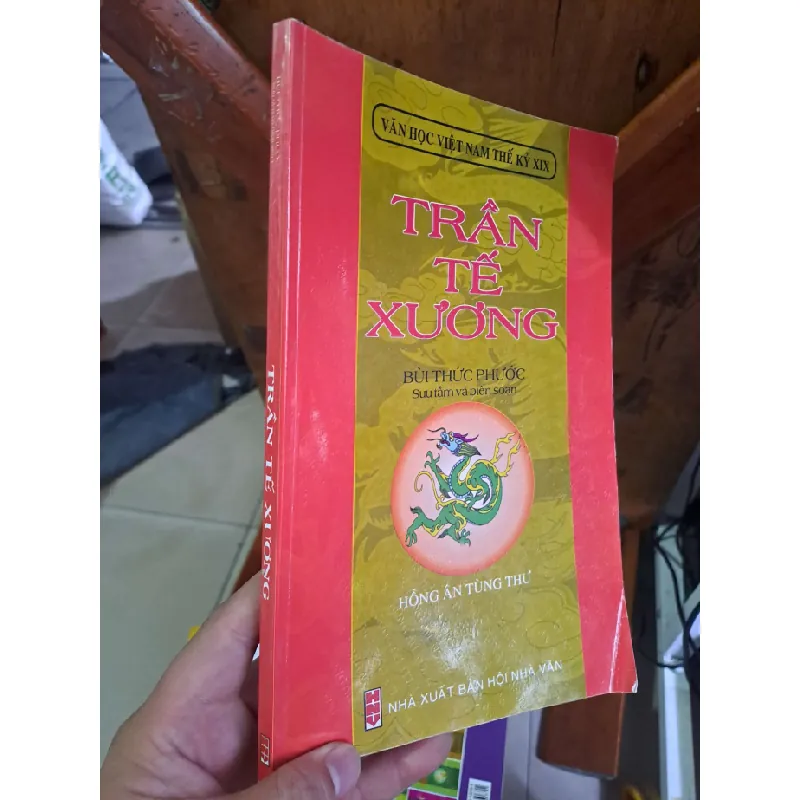 VĂN HỌC VIỆT NAM THẾ KỶ XIX
TRẦN
TẾ
XƯƠNG
BÙI THỨC PHƯỚC
Sưu tầm và biên soạn
HỒNG ÂN TÙNG THƯ
NHÀ XUẤT BẢN HỘI NHÀ VĂN
TRẦN TẾ XƯƠNG